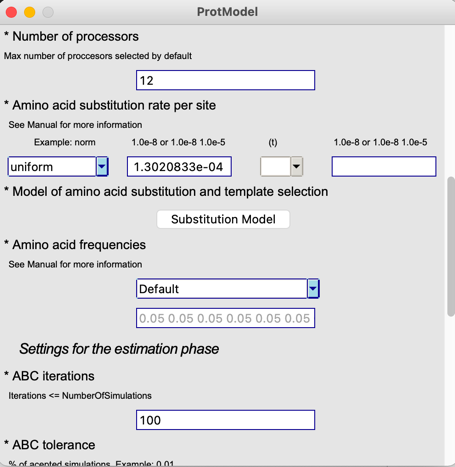 ProtModel
* Number of processors
Max number of proccesors selected by default
12
* Amino acid substitution rate per site
See Manual for more information
Example: norm 1.0e-8 or 1.0e-8 1.0e-5 (t) 1.0e-8 or 1.0e-8 1.0e-5
uniform 1.3020833e-04
* Model of amino acid substitution and template selection
Substitution Model
* Amino acid frequencies
See Manual for more information
Default
0.05 0.05 0.05 0.05 0.05 0.05
Settings for the estimation phase
* ABC iterations
Iterations <= NumberOfSimulations
100
* ABC tolerance
% of acepted simulations. Example: 0.01